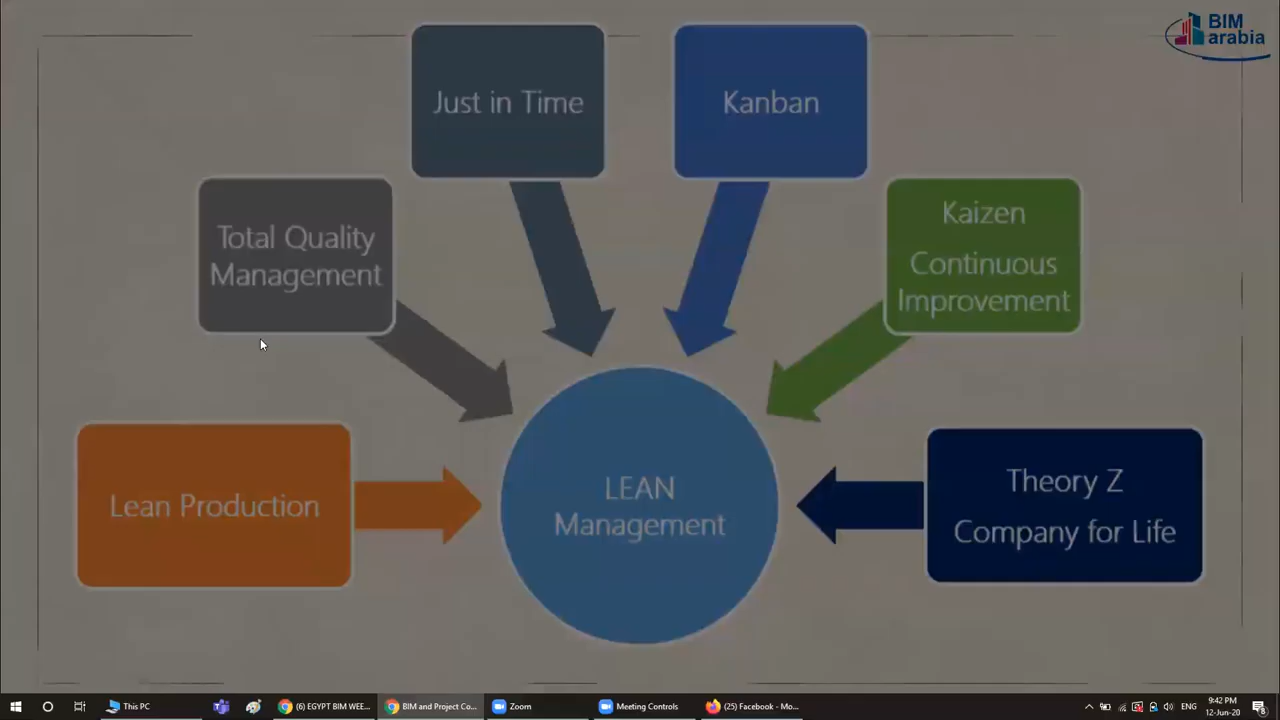 BIM
arabia
Just in Time
Kanban
Total Quality
Management
Kaizen
Continuous
Improvement
Lean Production
LEAN
Management
Theory Z
Company for Life
This PC
(6) EGYPT BIM WEE...
BIM and Project Co...
Zoom
Meeting Controls
(25) Facebook - Mo...
ENG
9:42 PM
12-Jun-20